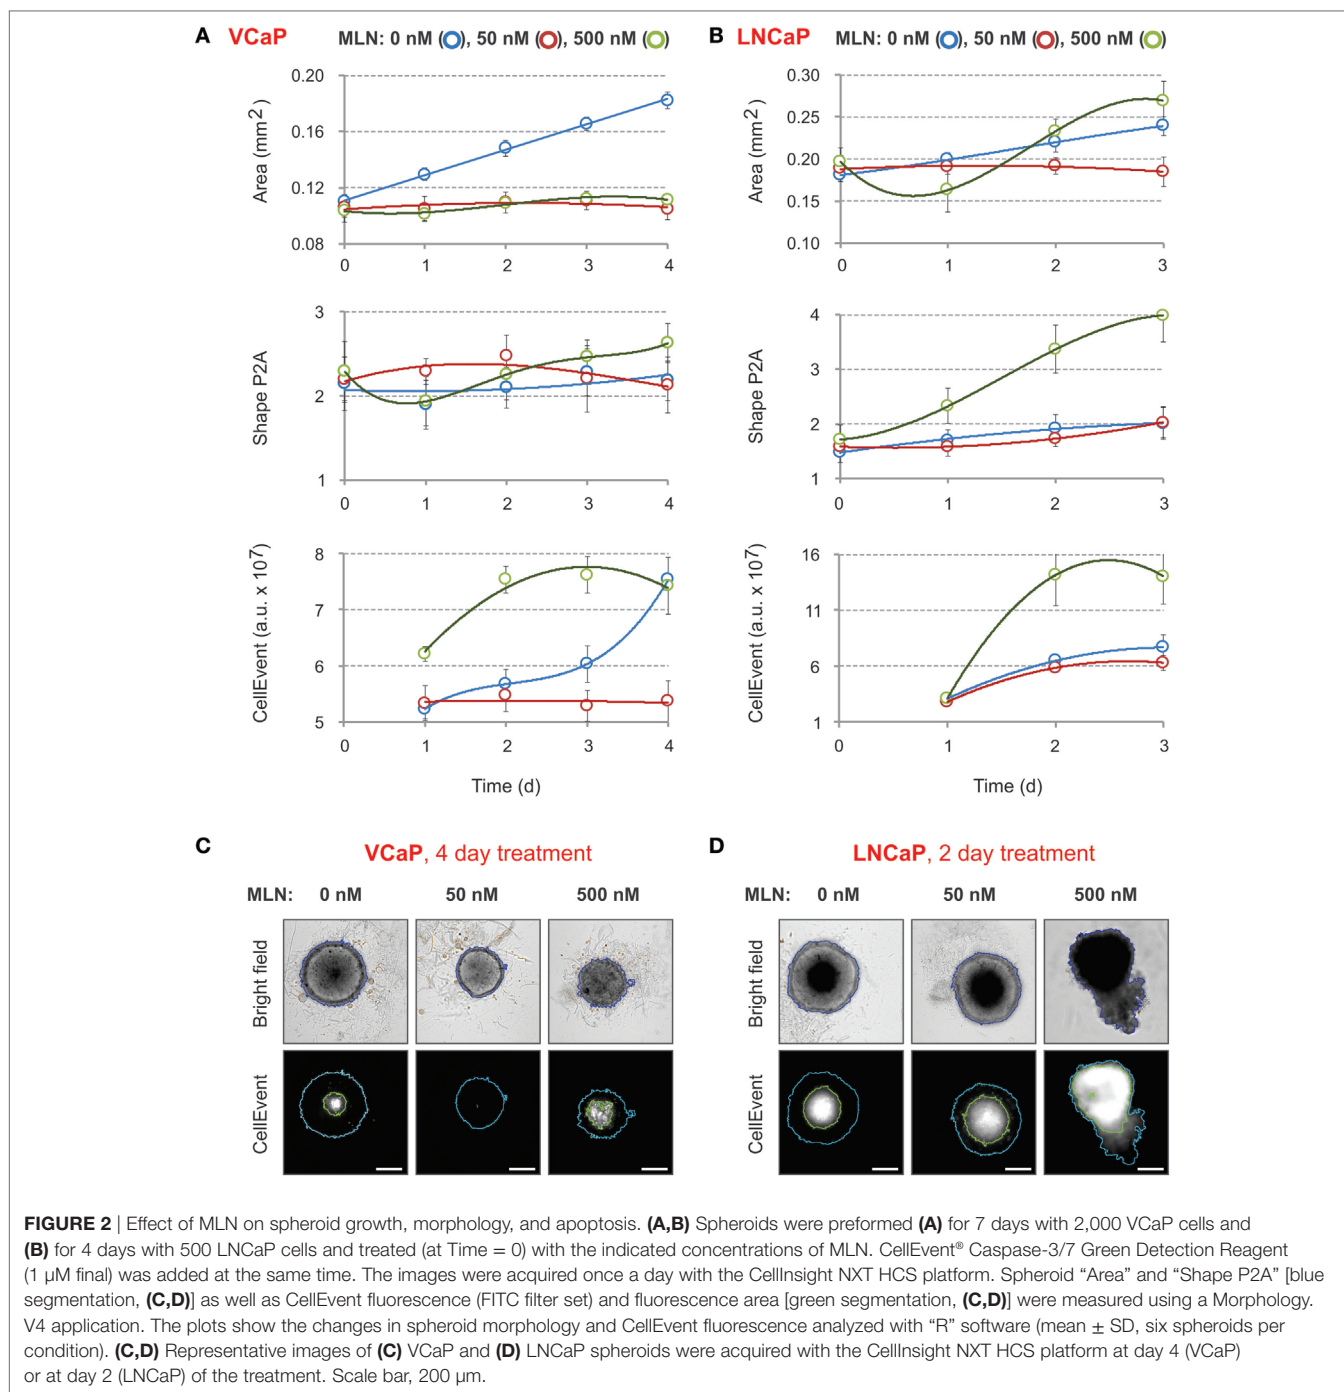 A VCaP MLN: 0 nM (), 50 nM (), 500 nM ()
Area (mm2)
0.20
0.16
0.12
0.08
0 1 2 3 4
Shape P2A
3
2
1
0 1 2 3 4
CellEvent (a.u. x 107)
8
7
6
5
0 1 2 3 4
Time (d)
B LNCaP MLN: 0 nM (), 50 nM (), 500 nM ()
Area (mm2)
0.30
0.25
0.20
0.15
0.10
0 1 2 3
Shape P2A
4
3
2
1
0 1 2 3
CellEvent (a.u. x 107)
16
11
6
1
0 1 2 3
Time (d)
C VCaP, 4 day treatment
MLN: 0 nM 50 nM 500 nM
Bright field
CellEvent
D LNCaP, 2 day treatment
MLN: 0 nM 50 nM 500 nM
Bright field
CellEvent
FIGURE 2 | Effect of MLN on spheroid growth, morphology, and apoptosis. (A,B) Spheroids were preformed (A) for 7 days with 2,000 VCaP cells and
(B) for 4 days with 500 LNCaP cells and treated (at Time = 0) with the indicated concentrations of MLN. CellEvent® Caspase-3/7 Green Detection Reagent
(1 µM final) was added at the same time. The images were acquired once a day with the CellInsight NXT HCS platform. Spheroid “Area” and “Shape P2A” [blue
segmentation, (C,D)] as well as CellEvent fluorescence (FITC filter set) and fluorescence area [green segmentation, (C,D)] were measured using a Morphology.
V4 application. The plots show the changes in spheroid morphology and CellEvent fluorescence analyzed with “R” software (mean ± SD, six spheroids per
condition). (C,D) Representative images of (C) VCaP and (D) LNCaP spheroids were acquired with the CellInsight NXT HCS platform at day 4 (VCaP)
or at day 2 (LNCaP) of the treatment. Scale bar, 200 µm.